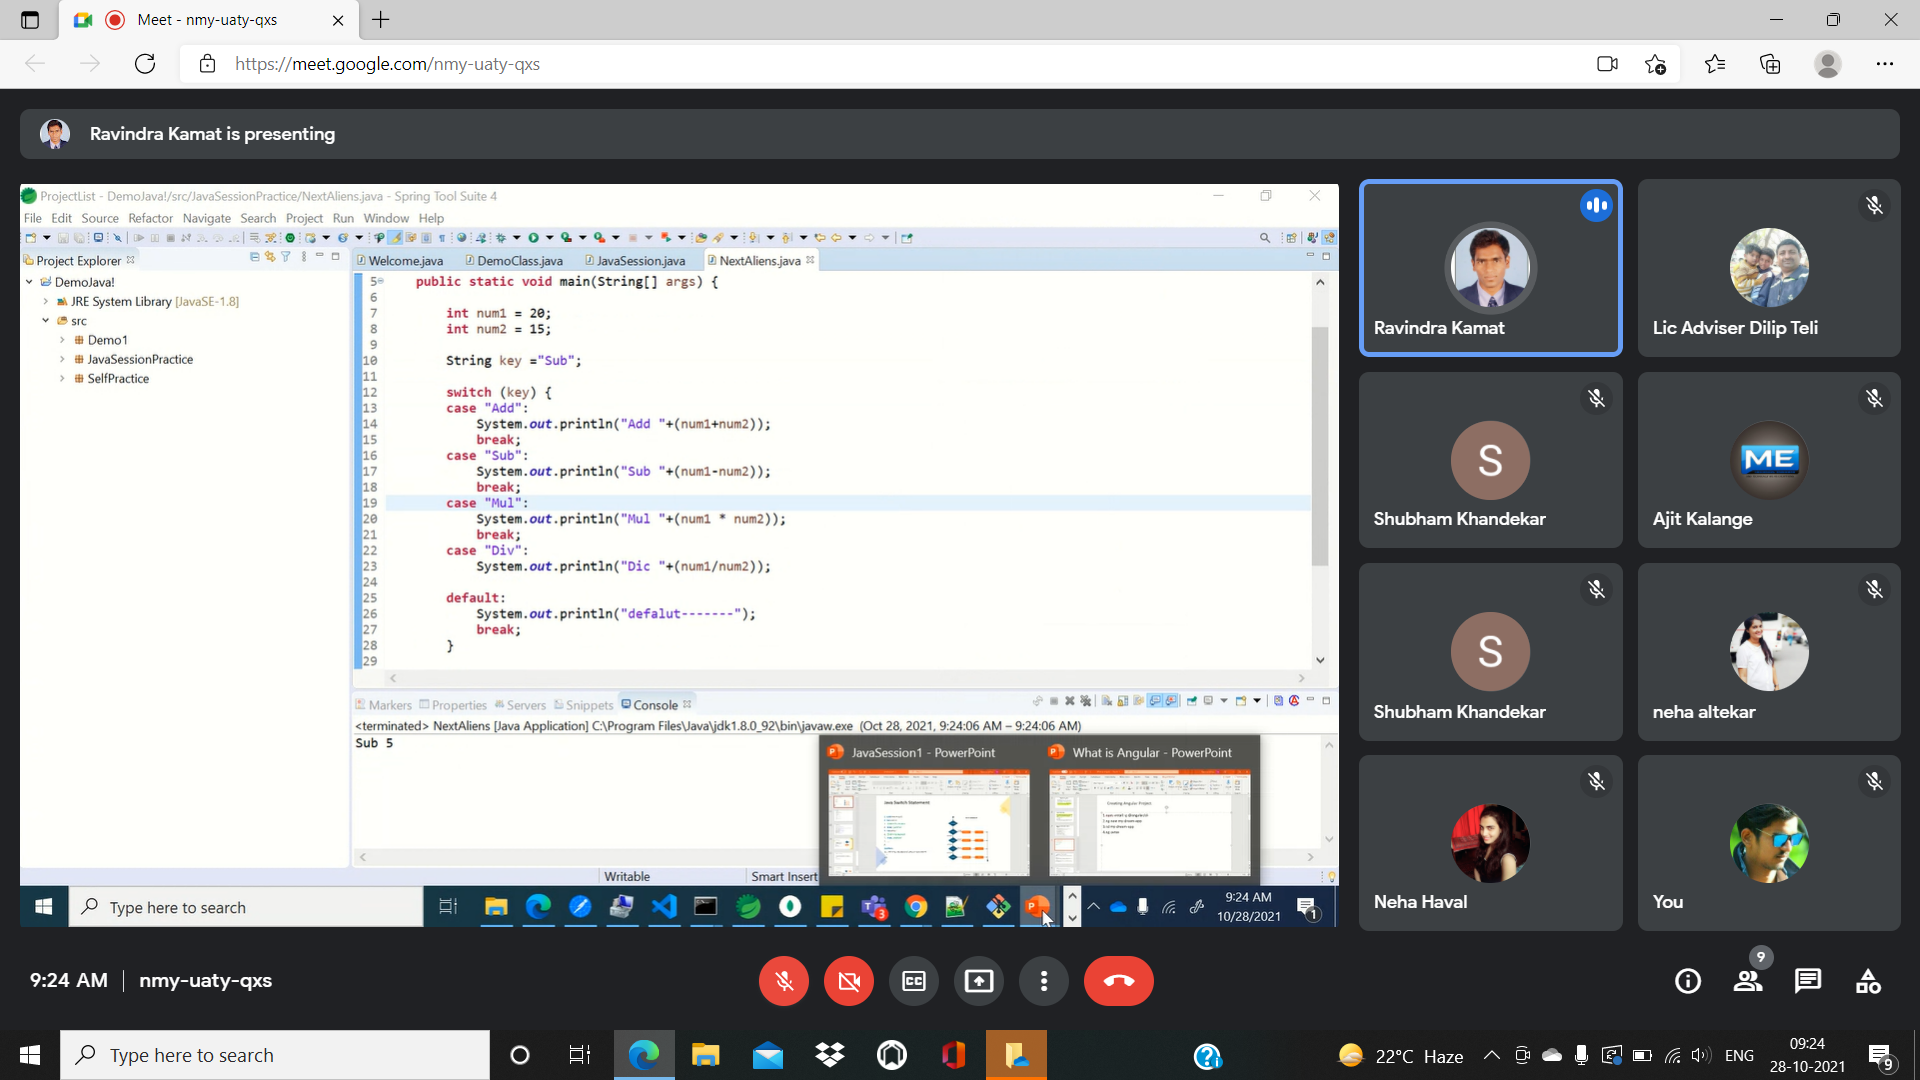 Meet - nmy-uaty-qxs
https://meet.google.com/nmy-uaty-qxs
Ravindra Kamat is presenting
ProjectList - DemoJava!/src/JavaSessionPractice/NextAliens.java - Spring Tool Suite 4
File Edit Source Refactor Navigate Search Project Run Window Help
Project Explorer
Welcome.java DemoClass.java JavaSession.java NextAliens.java
DemoJava!
JRE System Library [JavaSE-1.8]
src
Demo1
JavaSessionPractice
SelfPractice
5 public static void main(String[] args) {
6
7 int num1 = 20;
8 int num2 = 15;
9
10 String key ="Sub";
11
12 switch (key) {
13 case "Add":
14 System.out.println("Add "+(num1+num2));
15 break;
16 case "Sub":
17 System.out.println("Sub "+(num1-num2));
18 break;
19 case "Mul":
20 System.out.println("Mul "+(num1 * num2));
21 break;
22 case "Div":
23 System.out.println("Dic "+(num1/num2));
24
25 default:
26 System.out.println("defalut-------");
27 break;
28 }
29
Markers Properties Servers Snippets Console
<terminated> NextAliens [Java Application] C:\Program Files\Java\jdk1.8.0_92\bin\javaw.exe (Oct 28, 2021, 9:24:06 AM – 9:24:06 AM)
Sub 5
JavaSession1 - PowerPoint What is Angular - PowerPoint
Java Switch Statement
Creating Angular Project
Writable Smart Insert
Type here to search
3
9:24 AM
10/28/2021
1
Ravindra Kamat
Lic Adviser Dilip Teli
S
Shubham Khandekar
ME
Ajit Kalange
S
Shubham Khandekar
neha altekar
Neha Haval
You
9:24 AM nmy-uaty-qxs
CC
9
Type here to search
22°C Haze
ENG
09:24
28-10-2021
9